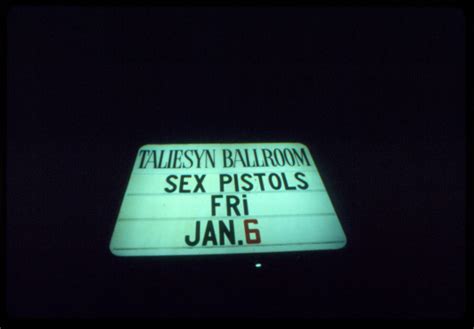 TALIESYN BALLROOM
SEX PISTOLS
FRi
JAN.6